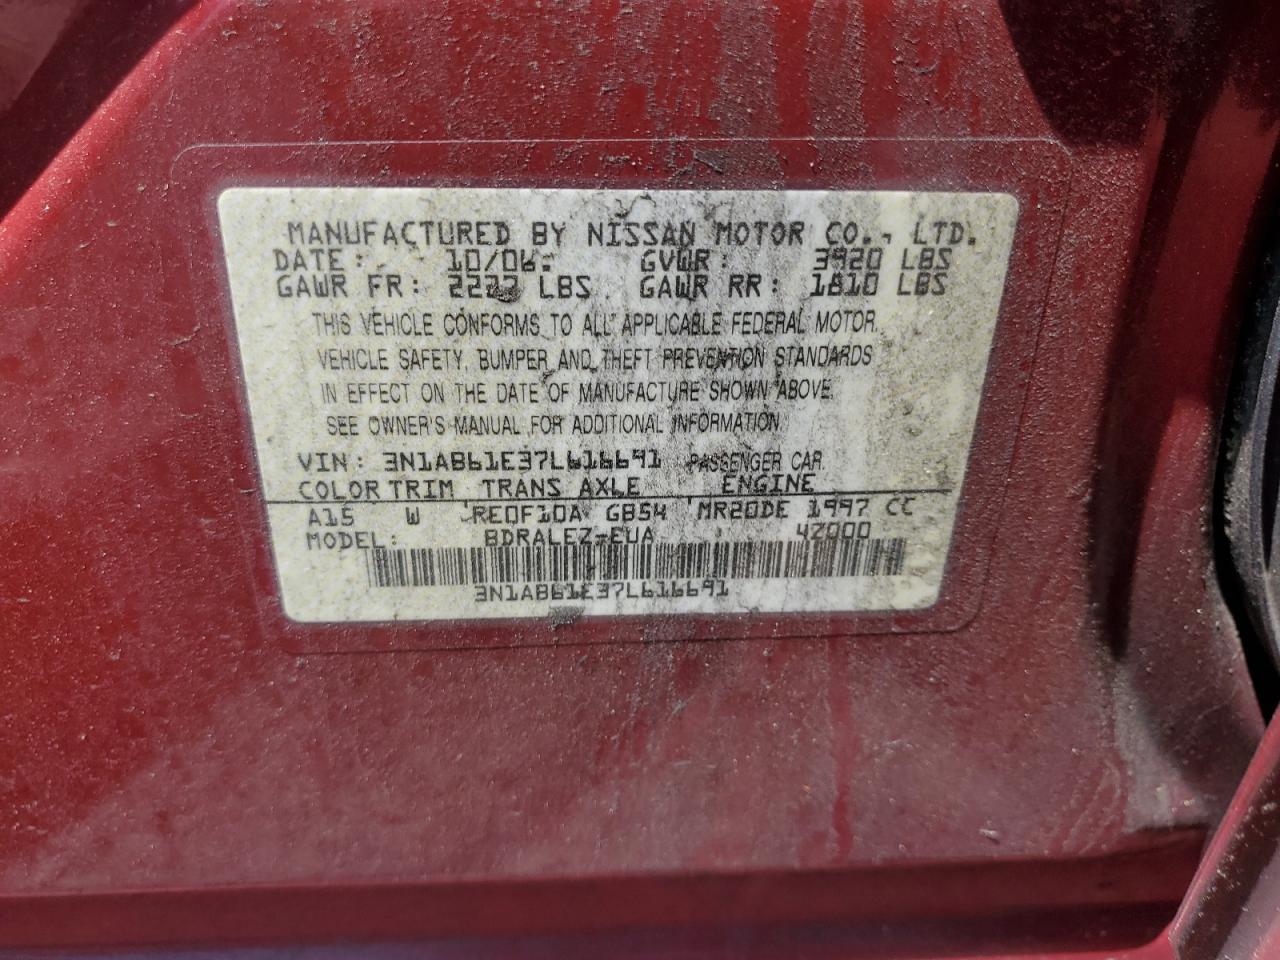 MANUFACTURED BY NISSAN MOTOR CO., LTD.
DATE: 10/06 GVWR: 3920 LBS
GAWR FR: LBS GAWR RR: 1810 LBS
THIS VEHICLE CONFORMS TO ALL APPLICABLE FEDERAL MOTOR
VEHICLE SAFETY, BUMPER AND THEFT PREVENTION STANDARDS
IN EFFECT ON THE DATE OF MANUFACTURE SHOWN ABOVE.
SEE OWNER'S MANUAL FOR ADDITIONAL INFORMATION.
VIN: 3N1AB61E37L616691 PASSENGER CAR
COLOR TRIM TRANS AXLE ENGINE
A15 W RE0F10A GB54 MR20DE 1997 CC
MODEL: BDRALEZ-EUA 42000
3N1AB61E37L616691